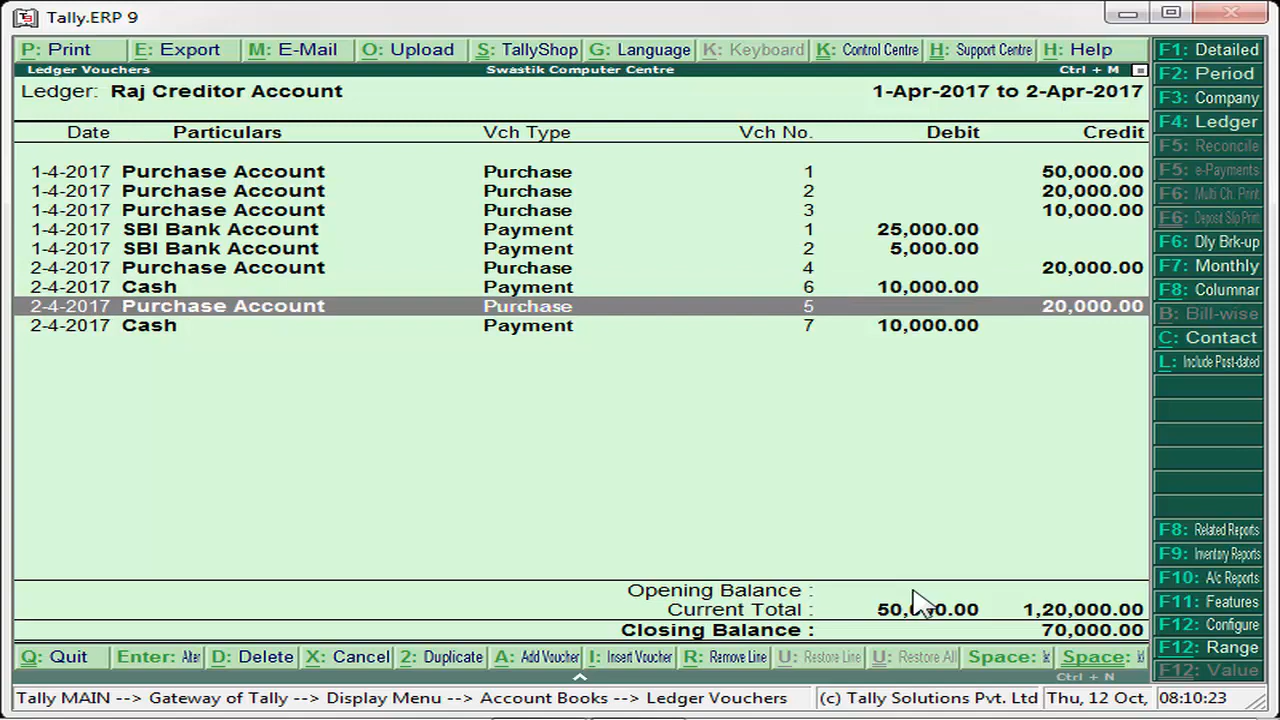 Tally.ERP 9
P: Print E: Export M: E-Mail O: Upload S: TallyShop G: Language K: Keyboard K: Control Centre H: Support Centre H: Help F1: Detailed
Ledger Vouchers Swastik Computer Centre Ctrl + M
F2: Period
Ledger: Raj Creditor Account 1-Apr-2017 to 2-Apr-2017
F3: Company
F4: Ledger
Date Particulars Vch Type Vch No. Debit Credit
F5: Reconcile
1-4-2017 Purchase Account Purchase 1 50,000.00
F5: e-Payments
1-4-2017 Purchase Account Purchase 2 20,000.00
F6: Multi Ch. Print
1-4-2017 Purchase Account Purchase 3 10,000.00
F6: Deposit Slip Print
1-4-2017 SBI Bank Account Payment 1 25,000.00
F6: Dly Brk-up
1-4-2017 SBI Bank Account Payment 2 5,000.00
2-4-2017 Purchase Account Purchase 4 20,000.00
F7: Monthly
2-4-2017 Cash Payment 6 10,000.00
F8: Columnar
2-4-2017 Purchase Account Purchase 5 20,000.00
B: Bill-wise
2-4-2017 Cash Payment 7 10,000.00
C: Contact
L: Include Post-dated
F8: Related Reports
F9: Inventory Reports
F10: A/c Reports
Opening Balance :
F11: Features
Current Total : 1,20,000.00
F12: Configure
Closing Balance : 70,000.00
F12: Range
Q: Quit Enter: Alter D: Delete X: Cancel 2: Duplicate A: Add Voucher I: Insert Voucher R: Remove Line U: Restore Line U: Restore All Space: Space:
F12: Value
Ctrl + N
Tally MAIN --> Gateway of Tally --> Display Menu --> Account Books --> Ledger Vouchers (c) Tally Solutions Pvt. Ltd Thu, 12 Oct, 08:10:23